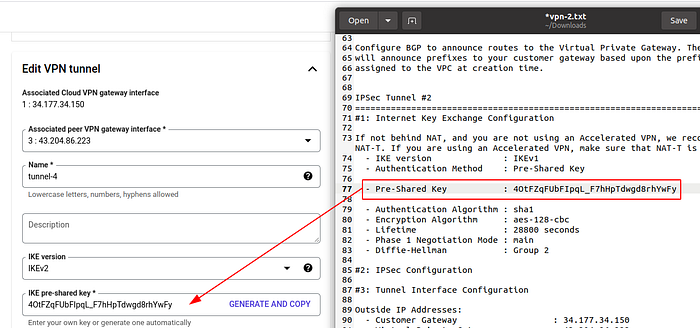 Edit VPN tunnel
Associated Cloud VPN gateway interface
1 : 34.177.34.150
Associated peer VPN gateway interface *
3 : 43.204.86.223
Name *
tunnel-4
Lowercase letters, numbers, hyphens allowed
Description
IKE version
IKEv2
IKE pre-shared key *
4OtFZqFUbFIpqL_F7hHpTdwgd8rhYwFy
GENERATE AND COPY
Enter your own key or generate one automatically
Open
*vpn-2.txt
~/Downloads
Save
63
64 Configure BGP to announce routes to the Virtual Private Gateway. The
will announce prefixes to your customer gateway based upon the prefi
65 assigned to the VPC at creation time.
66
68
69 IPSec Tunnel #2
70 ================================================================
71 #1: Internet Key Exchange Configuration
72
73 If not behind NAT, and you are not using an Accelerated VPN, we reco
NAT-T. If you are using an Accelerated VPN, make sure that NAT-T is
74 - IKE version : IKEv1
75 - Authentication Method : Pre-Shared Key
76
77 - Pre-Shared Key : 4OtFZqFUbFIpqL_F7hHpTdwgd8rhYwFy
78
79 - Authentication Algorithm : sha1
80 - Encryption Algorithm : aes-128-cbc
81 - Lifetime : 28800 seconds
82 - Phase 1 Negotiation Mode : main
83 - Diffie-Hellman : Group 2
84
85 #2: IPSec Configuration
86
87 #3: Tunnel Interface Configuration
88
89 Outside IP Addresses:
90 - Customer Gateway : 34.177.34.150